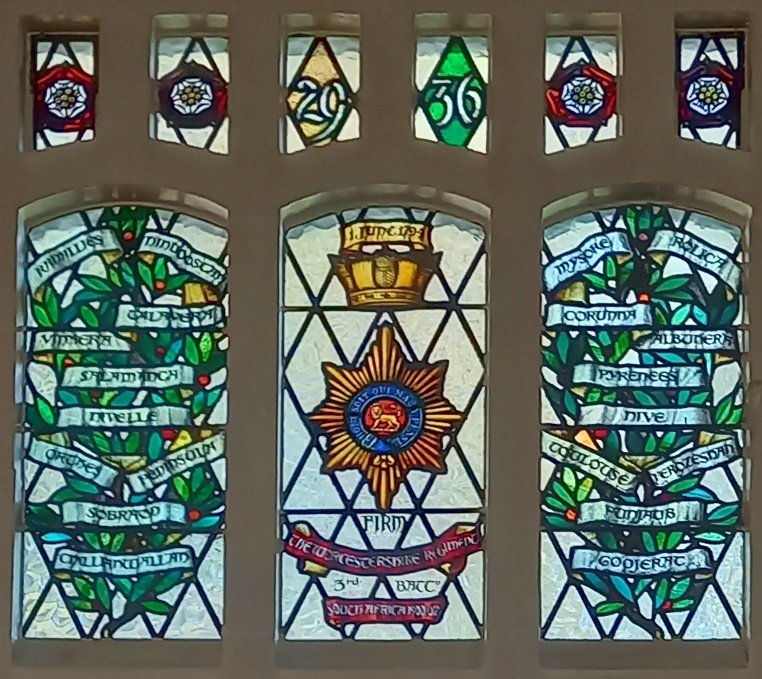 29
36
RAMILLIES
HINDOOSTAN
TALAVERA
VIMIERA
SALAMANCA
NIVELLE
ORTHES
PENINSULA
SOBRAON
CHILLIANWALLAH
1 JUNE 1794
HONI SOIT QUI MAL Y PENSE
FIRM
THE WORCESTERSHIRE REGIMENT
3rd BATTN
SOUTH AFRICA 1900-02
MYSORE
ROLICA
CORUNNA
ALBUHERA
PYRENEES
NIVE
TOULOUSE
FEROZESHAH
PUNJAUB
GOOJERAT